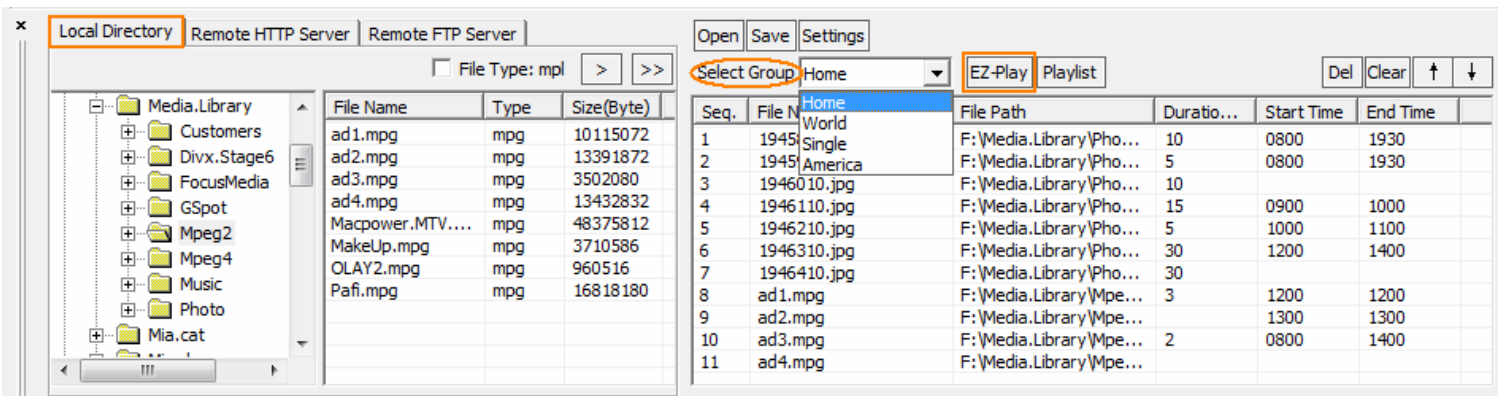 x
Local Directory Remote HTTP Server Remote FTP Server
File Type: mpl > >>
Media.Library
Customers
Divx.Stage6
FocusMedia
GSpot
Mpeg2
Mpeg4
Music
Photo
Mia.cat
File Name Type Size(Byte)
ad1.mpg mpg 10115072
ad2.mpg mpg 13391872
ad3.mpg mpg 3502080
ad4.mpg mpg 13432832
Macpower.MTV.... mpg 48375812
MakeUp.mpg mpg 3710586
OLAY2.mpg mpg 960516
Pafi.mpg mpg 16818180
Open Save Settings
Select Group Home EZ-Play Playlist Del Clear ↑ ↓
Home
World
Single
America
Seq. File N File Path Duratio... Start Time End Time
1 1945 F:\Media.Library\Pho... 10 0800 1930
2 1945 F:\Media.Library\Pho... 5 0800 1930
3 1946010.jpg F:\Media.Library\Pho... 10
4 1946110.jpg F:\Media.Library\Pho... 15 0900 1000
5 1946210.jpg F:\Media.Library\Pho... 5 1000 1100
6 1946310.jpg F:\Media.Library\Pho... 30 1200 1400
7 1946410.jpg F:\Media.Library\Pho... 30
8 ad1.mpg F:\Media.Library\Mpe... 3 1200 1200
9 ad2.mpg F:\Media.Library\Mpe... 1300 1300
10 ad3.mpg F:\Media.Library\Mpe... 2 0800 1400
11 ad4.mpg F:\Media.Library\Mpe...